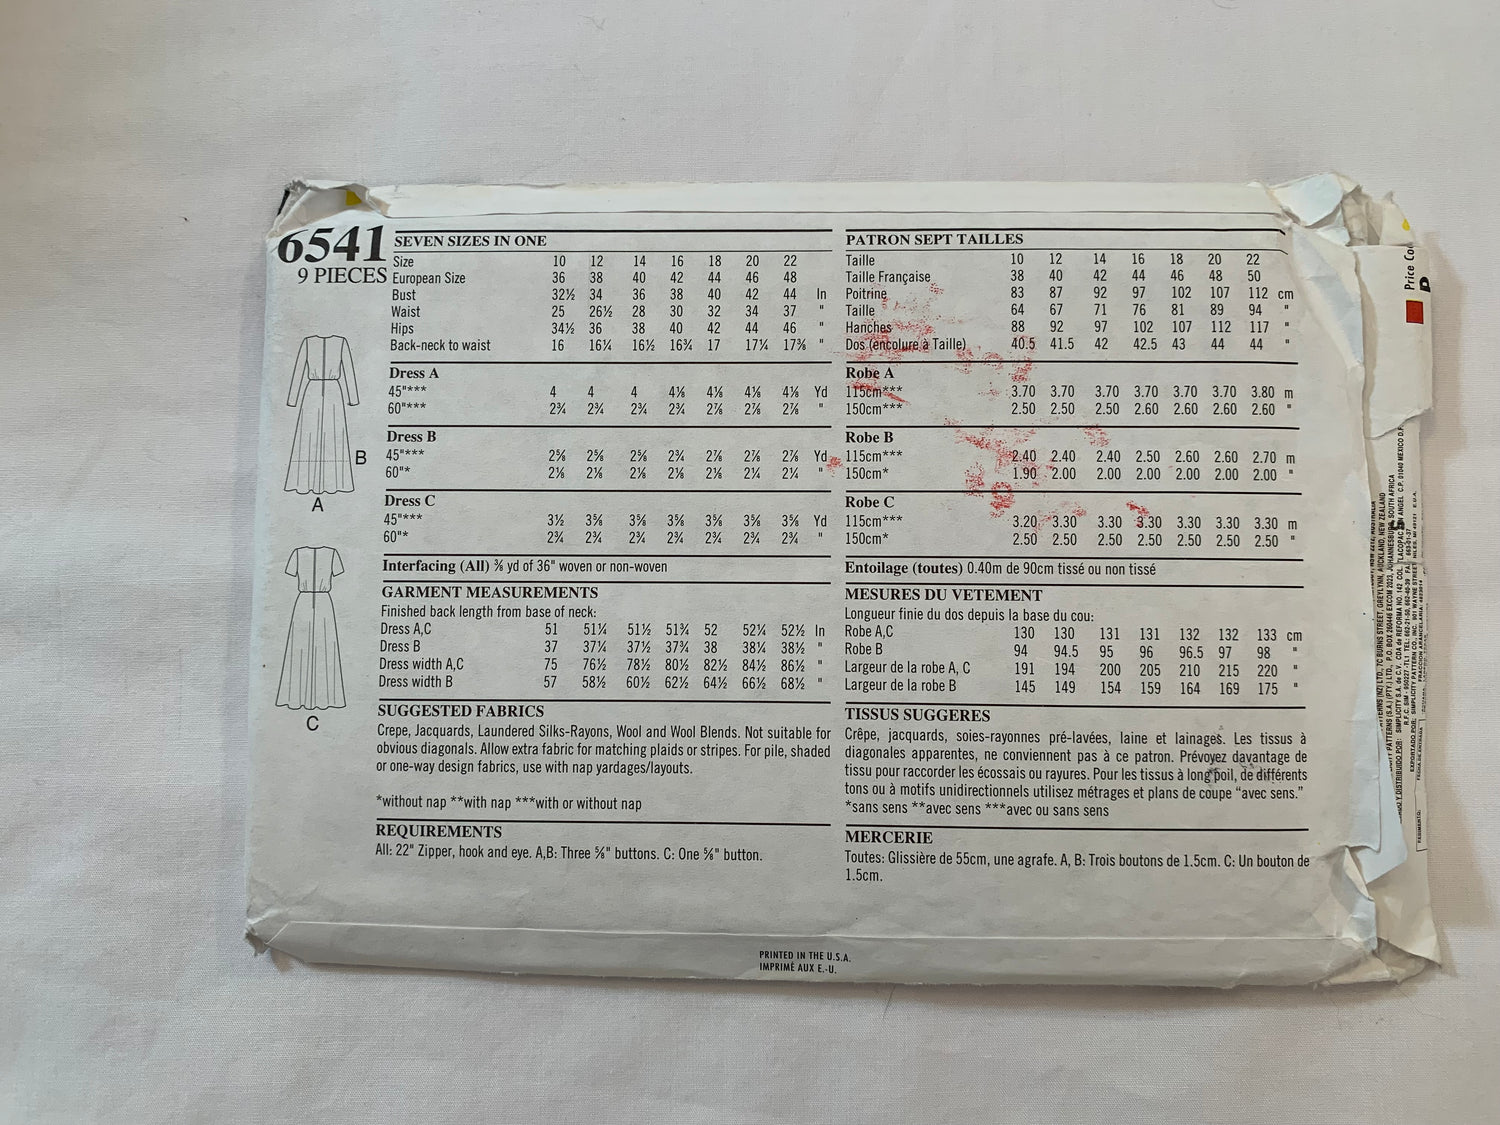 6541
9 PIECES
A
B
C
SEVEN SIZES IN ONE
Size 10 12 14 16 18 20 22
European Size 36 38 40 42 44 46 48
Bust 32½ 34 36 38 40 42 44 In
Waist 25 26½ 28 30 32 34 37 "
Hips 34½ 36 38 40 42 44 46 "
Back-neck to waist 16 16¼ 16½ 16¾ 17 17¼ 17⅜ "
Dress A
45"*** 4 4 4 4⅛ 4⅛ 4⅛ 4⅛ Yd
60"*** 2¾ 2¾ 2¾ 2¾ 2⅞ 2⅞ 2⅞ "
Dress B
45"*** 2⅝ 2⅝ 2⅝ 2¾ 2⅞ 2⅞ 2⅞ Yd
60"* 2⅛ 2⅛ 2⅛ 2⅛ 2⅛ 2¼ 2¼ "
Dress C
45"*** 3½ 3⅝ 3⅝ 3⅝ 3⅝ 3⅝ 3⅝ Yd
60"* 2¾ 2¾ 2¾ 2¾ 2¾ 2¾ 2¾ "
Interfacing (All) ⅜ yd of 36" woven or non-woven
GARMENT MEASUREMENTS
Finished back length from base of neck:
Dress A,C 51 51¼ 51½ 51¾ 52 52¼ 52½ In
Dress B 37 37¼ 37½ 37¾ 38 38¼ 38½ "
Dress width A,C 75 76½ 78½ 80½ 82½ 84½ 86½ "
Dress width B 57 58½ 60½ 62½ 64½ 66½ 68½ "
SUGGESTED FABRICS
Crepe, Jacquards, Laundered Silks-Rayons, Wool and Wool Blends. Not suitable for
obvious diagonals. Allow extra fabric for matching plaids or stripes. For pile, shaded
or one-way design fabrics, use with nap yardages/layouts.
*without nap **with nap ***with or without nap
REQUIREMENTS
All: 22" Zipper, hook and eye. A,B: Three ⅝" buttons. C: One ⅝" button.
PATRON SEPT TAILLES
Taille 10 12 14 16 18 20 22
Taille Française 38 40 42 44 46 48 50
Poitrine 83 87 92 97 102 107 112 cm
Taille 64 67 71 76 81 89 94 "
Hanches 88 92 97 102 107 112 117 "
Dos (encolure à Taille) 40.5 41.5 42 42.5 43 44 44 "
Robe A
115cm*** 3.70 3.70 3.70 3.70 3.70 3.70 3.80 m
150cm*** 2.50 2.50 2.50 2.60 2.60 2.60 2.60 "
Robe B
115cm*** 2.40 2.40 2.40 2.50 2.60 2.60 2.70 m
150cm* 1.90 2.00 2.00 2.00 2.00 2.00 2.00 "
Robe C
115cm*** 3.20 3.30 3.30 3.30 3.30 3.30 3.30 m
150cm* 2.50 2.50 2.50 2.50 2.50 2.50 2.50 "
Entoilage (toutes) 0.40m de 90cm tissé ou non tissé
MESURES DU VETEMENT
Longueur finie du dos depuis la base du cou:
Robe A,C 130 130 131 131 132 132 133 cm
Robe B 94 94.5 95 96 96.5 97 98 "
Largeur de la robe A, C 191 194 200 205 210 215 220 "
Largeur de la robe B 145 149 154 159 164 169 175 "
TISSUS SUGGERES
Crêpe, jacquards, soies-rayonnes pré-lavées, laine et lainages. Les tissus à
diagonales apparentes, ne conviennent pas à ce patron. Prévoyez davantage de
tissu pour raccorder les écossais ou rayures. Pour les tissus à long poil, de différents
tons ou à motifs unidirectionnels utilisez métrages et plans de coupe “avec sens.”
*sans sens **avec sens ***avec ou sans sens
MERCERIE
Toutes: Glissière de 55cm, une agrafe. A, B: Trois boutons de 1.5cm. C: Un bouton de
1.5cm.
PRINTED IN THE U.S.A.
IMPRIMÉ AUX E.-U.
Price